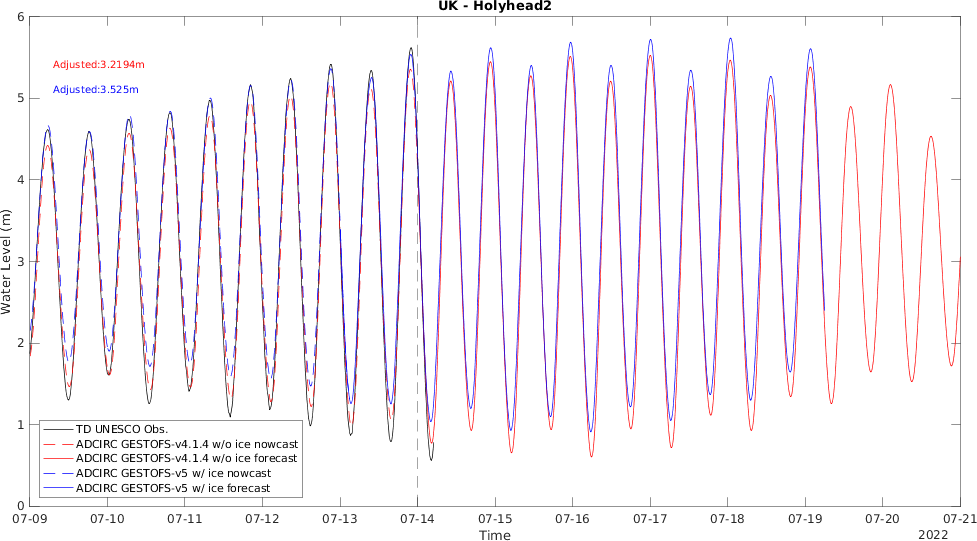 UK - Holyhead2
6
5
4
3
2
1
0
Adjusted:3.2194m
Adjusted:3.525m
Water Level (m)
TD UNESCO Obs.
ADCIRC GESTOFS-v4.1.4 w/o ice nowcast
ADCIRC GESTOFS-v4.1.4 w/o ice forecast
ADCIRC GESTOFS-v5 w/ ice nowcast
ADCIRC GESTOFS-v5 w/ ice forecast
07-09 07-10 07-11 07-12 07-13 07-14 07-15 07-16 07-17 07-18 07-19 07-20 07-21
Time
2022